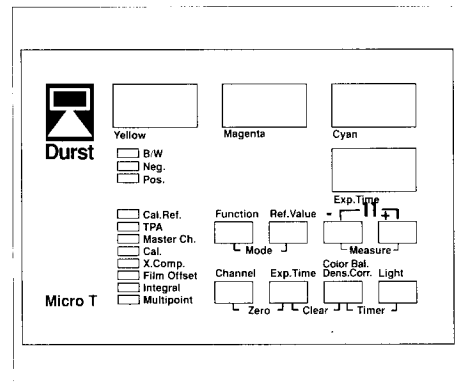 Yellow Magenta Cyan
Durst
B/W
Neg.
Pos.
Exp.Time
Cal.Ref.
TPA
Master Ch.
Cal.
X.Comp.
Film Offset
Integral
Multipoint
Function Ref.Value - +
Mode Measure
Channel Exp.Time Color Bal. Dens.Corr. Light
Zero Clear Timer
Micro T